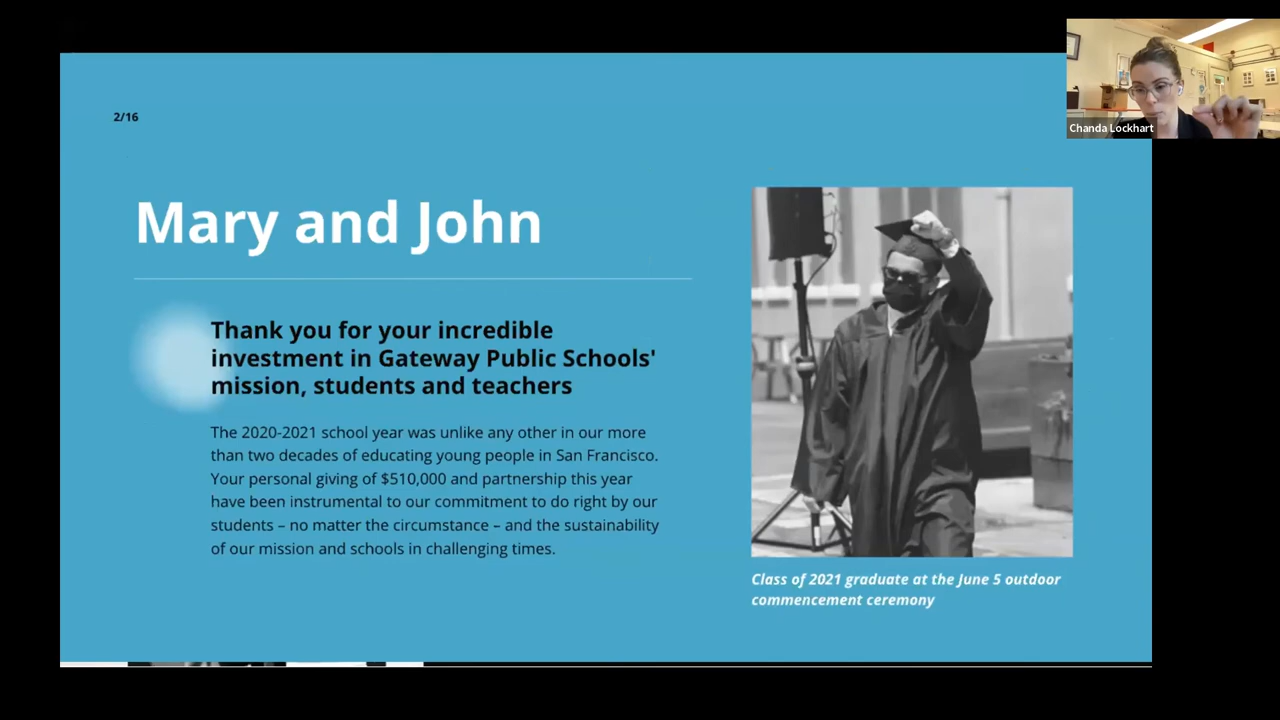 2/16
Chanda Lockhart
Mary and John
Thank you for your incredible
investment in Gateway Public Schools'
mission, students and teachers
The 2020-2021 school year was unlike any other in our more
than two decades of educating young people in San Francisco.
Your personal giving of $510,000 and partnership this year
have been instrumental to our commitment to do right by our
students – no matter the circumstance – and the sustainability
of our mission and schools in challenging times.
Class of 2021 graduate at the June 5 outdoor
commencement ceremony